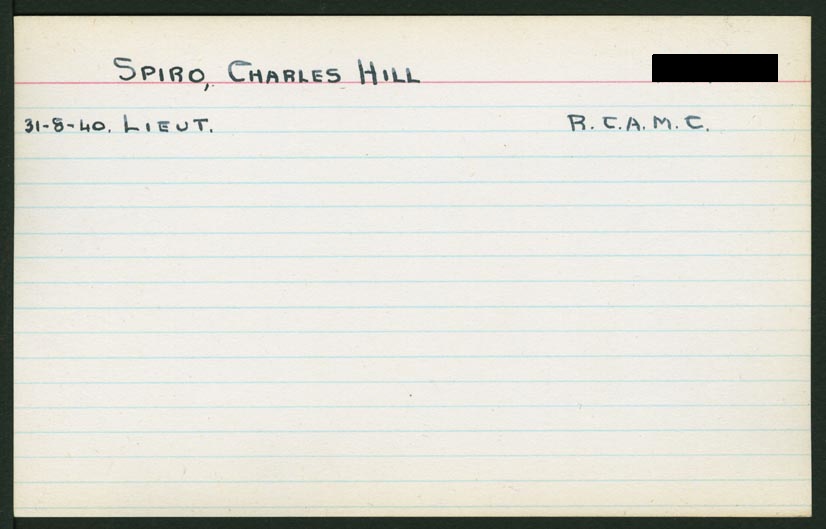 SPIRO, CHARLES HILL
31-8-40. LIEUT. R.C.A.M.C.